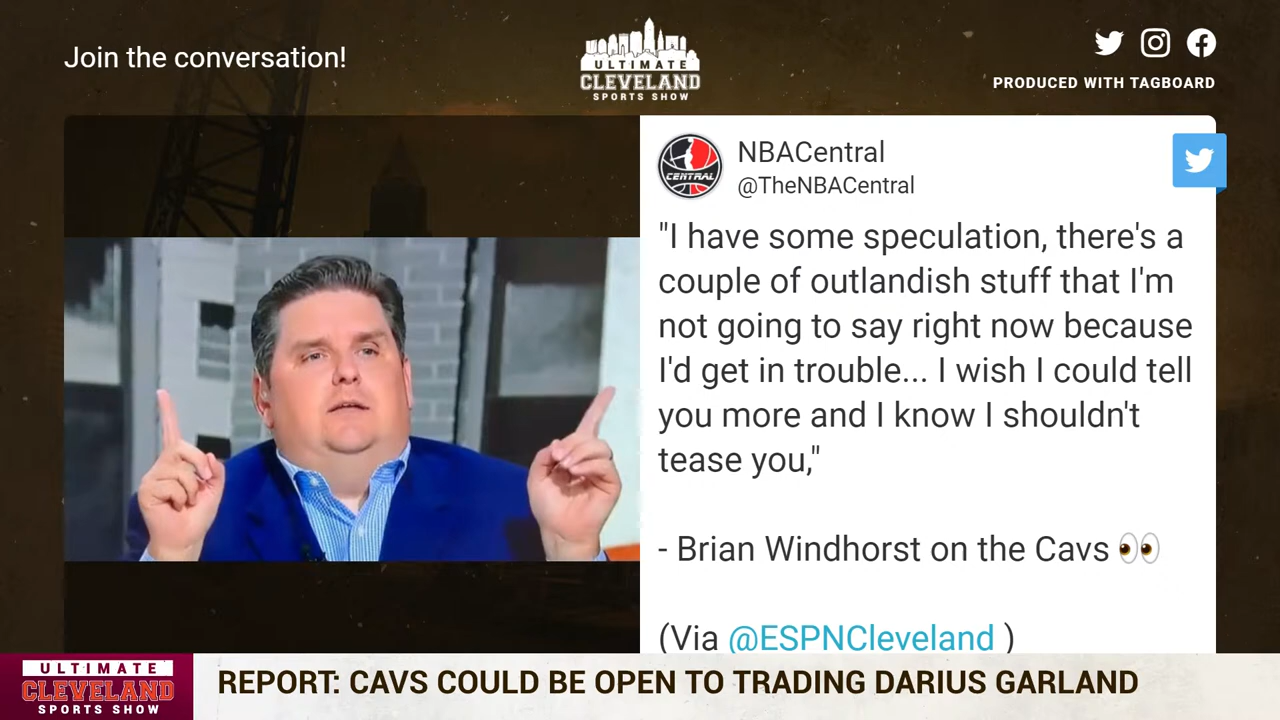 Join the conversation!
ULTIMATE
CLEVELAND
SPORTS SHOW
PRODUCED WITH TAGBOARD
CENTRAL
NBACentral
@TheNBACentral
"I have some speculation, there's a
couple of outlandish stuff that I'm
not going to say right now because
I'd get in trouble... I wish I could tell
you more and I know I shouldn't
tease you,"
- Brian Windhorst on the Cavs 👀
(Via @ESPNCleveland )
ULTIMATE
CLEVELAND
SPORTS SHOW
REPORT: CAVS COULD BE OPEN TO TRADING DARIUS GARLAND